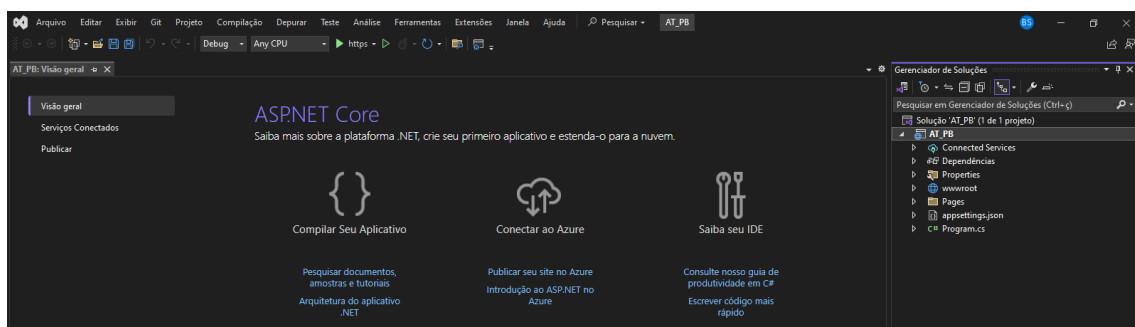 Arquivo Editar Exibir Git Projeto Compilação Depurar Teste Análise Ferramentas Extensões Janela Ajuda Pesquisar AT_PB BS
Debug Any CPU https
AT_PB: Visão geral
Visão geral
Serviços Conectados
Publicar
ASP.NET Core
Saiba mais sobre a plataforma .NET, crie seu primeiro aplicativo e estenda-o para a nuvem.
Compilar Seu Aplicativo
Pesquisar documentos,
amostras e tutoriais
Arquitetura do aplicativo
.NET
Conectar ao Azure
Publicar seu site no Azure
Introdução ao ASP.NET no
Azure
Saiba seu IDE
Consulte nosso guia de
produtividade em C#
Escrever código mais
rápido
Gerenciador de Soluções
Pesquisar em Gerenciador de Soluções (Ctrl+ç)
Solução 'AT_PB' (1 de 1 projeto)
AT_PB
Connected Services
Dependências
Properties
wwwroot
Pages
appsettings.json
C# Program.cs